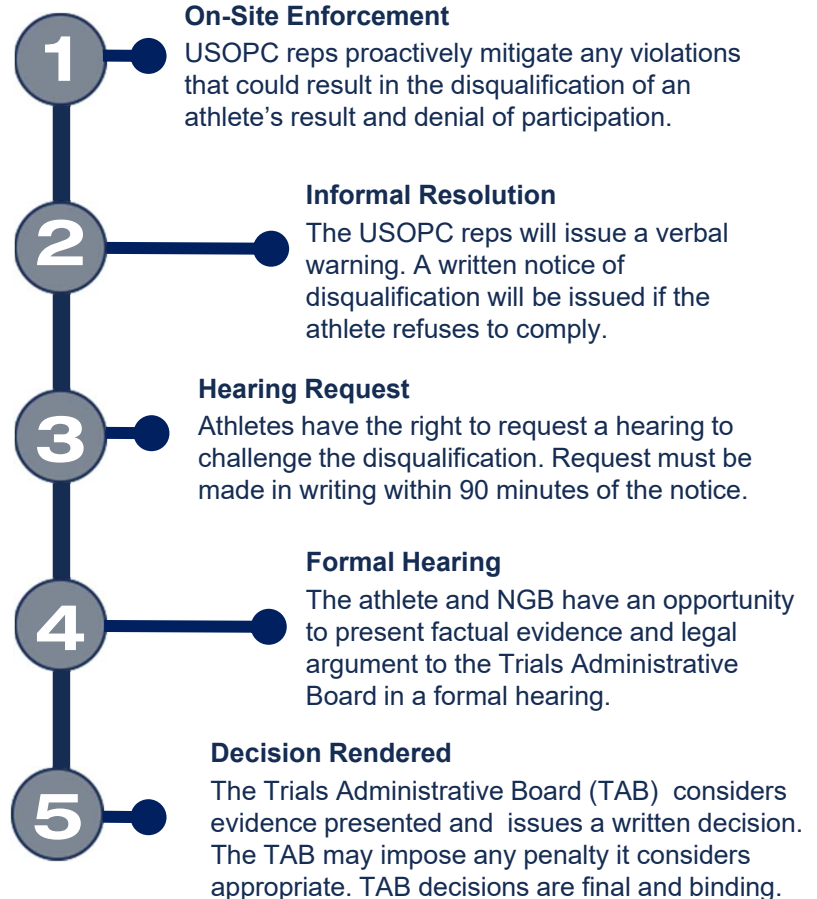 1
On-Site Enforcement
USOPC reps proactively mitigate any violations
that could result in the disqualification of an
athlete’s result and denial of participation.
2
Informal Resolution
The USOPC reps will issue a verbal
warning. A written notice of
disqualification will be issued if the
athlete refuses to comply.
3
Hearing Request
Athletes have the right to request a hearing to
challenge the disqualification. Request must be
made in writing within 90 minutes of the notice.
4
Formal Hearing
The athlete and NGB have an opportunity
to present factual evidence and legal
argument to the Trials Administrative
Board in a formal hearing.
5
Decision Rendered
The Trials Administrative Board (TAB)  considers
evidence presented and  issues a written decision.
The TAB may impose any penalty it considers
appropriate. TAB decisions are final and binding.